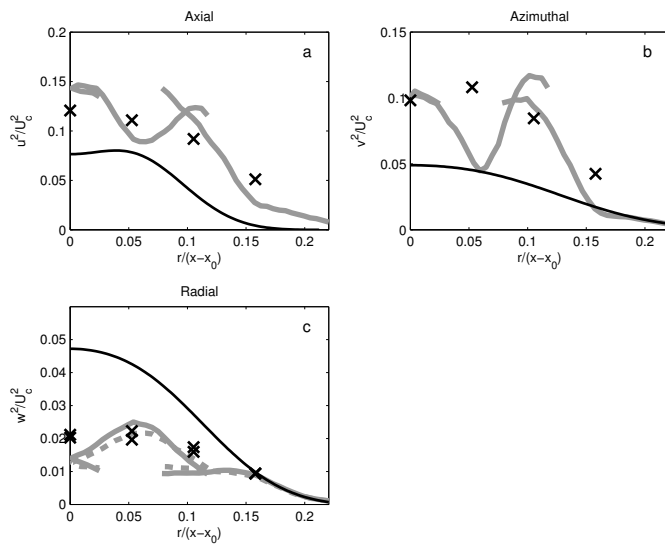 Axial
a
0.2
0.15
0.1
0.05
0
u²/U_c²
0 0.05 0.1 0.15 0.2
r/(x−x₀)
Azimuthal
b
0.15
0.1
0.05
0
v²/U_c²
0 0.05 0.1 0.15 0.2
r/(x−x₀)
Radial
c
0.05
0.04
0.03
0.02
0.01
0
w²/U_c²
0 0.05 0.1 0.15 0.2
r/(x−x₀)